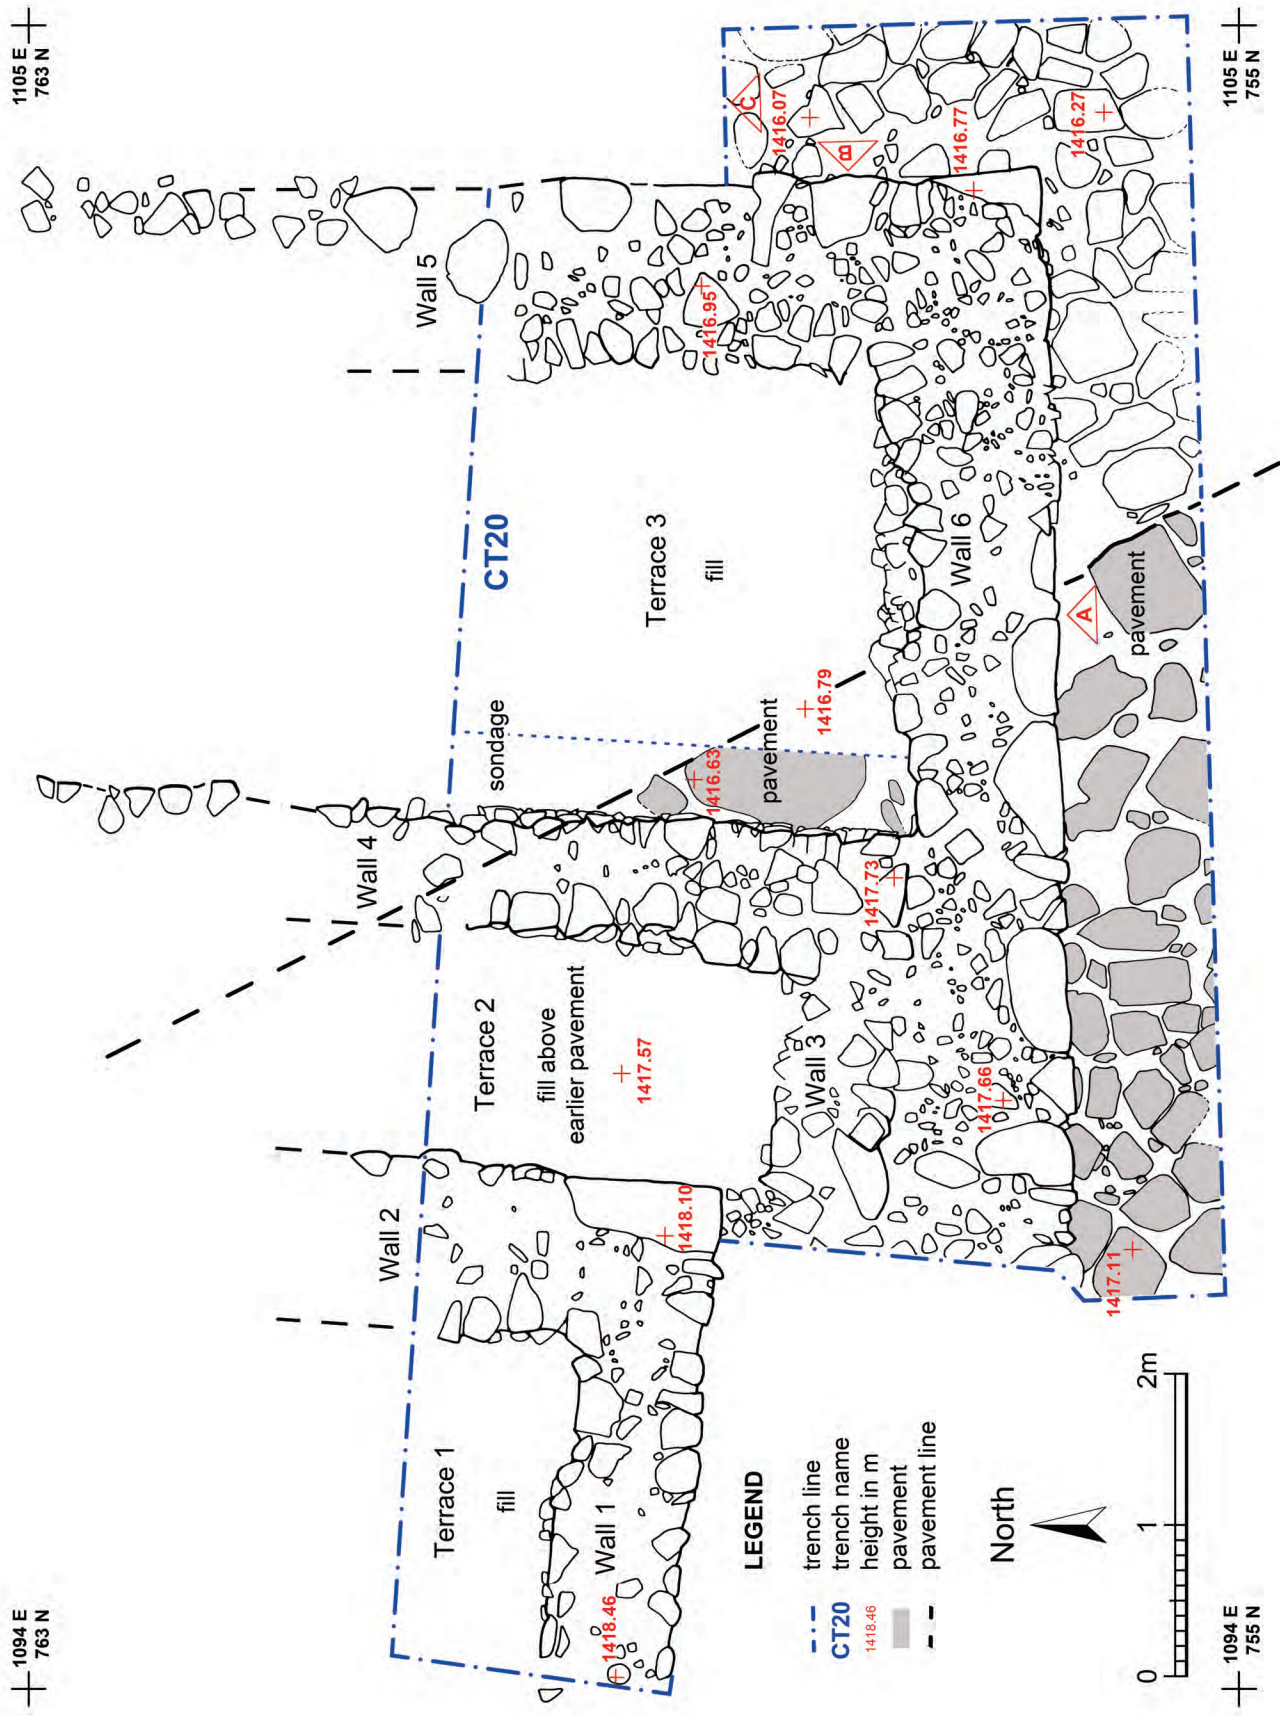 1094 E
763 N
1105 E
763 N
Wall 2
Wall 4
Wall 5
Terrace 1
fill
Terrace 2
fill above
earlier pavement
1417.57
sondage
CT20
Terrace 3
fill
Wall 1
1418.46
1418.10
1416.63
pavement
1416.79
1416.95
C
1416.07
B
1416.77
1416.27
Wall 3
1417.73
1417.66
Wall 6
A
pavement
1417.11
LEGEND
trench line
CT20 trench name
1418.46 height in m
pavement
pavement line
North
0 1 2m
1094 E
755 N
1105 E
755 N